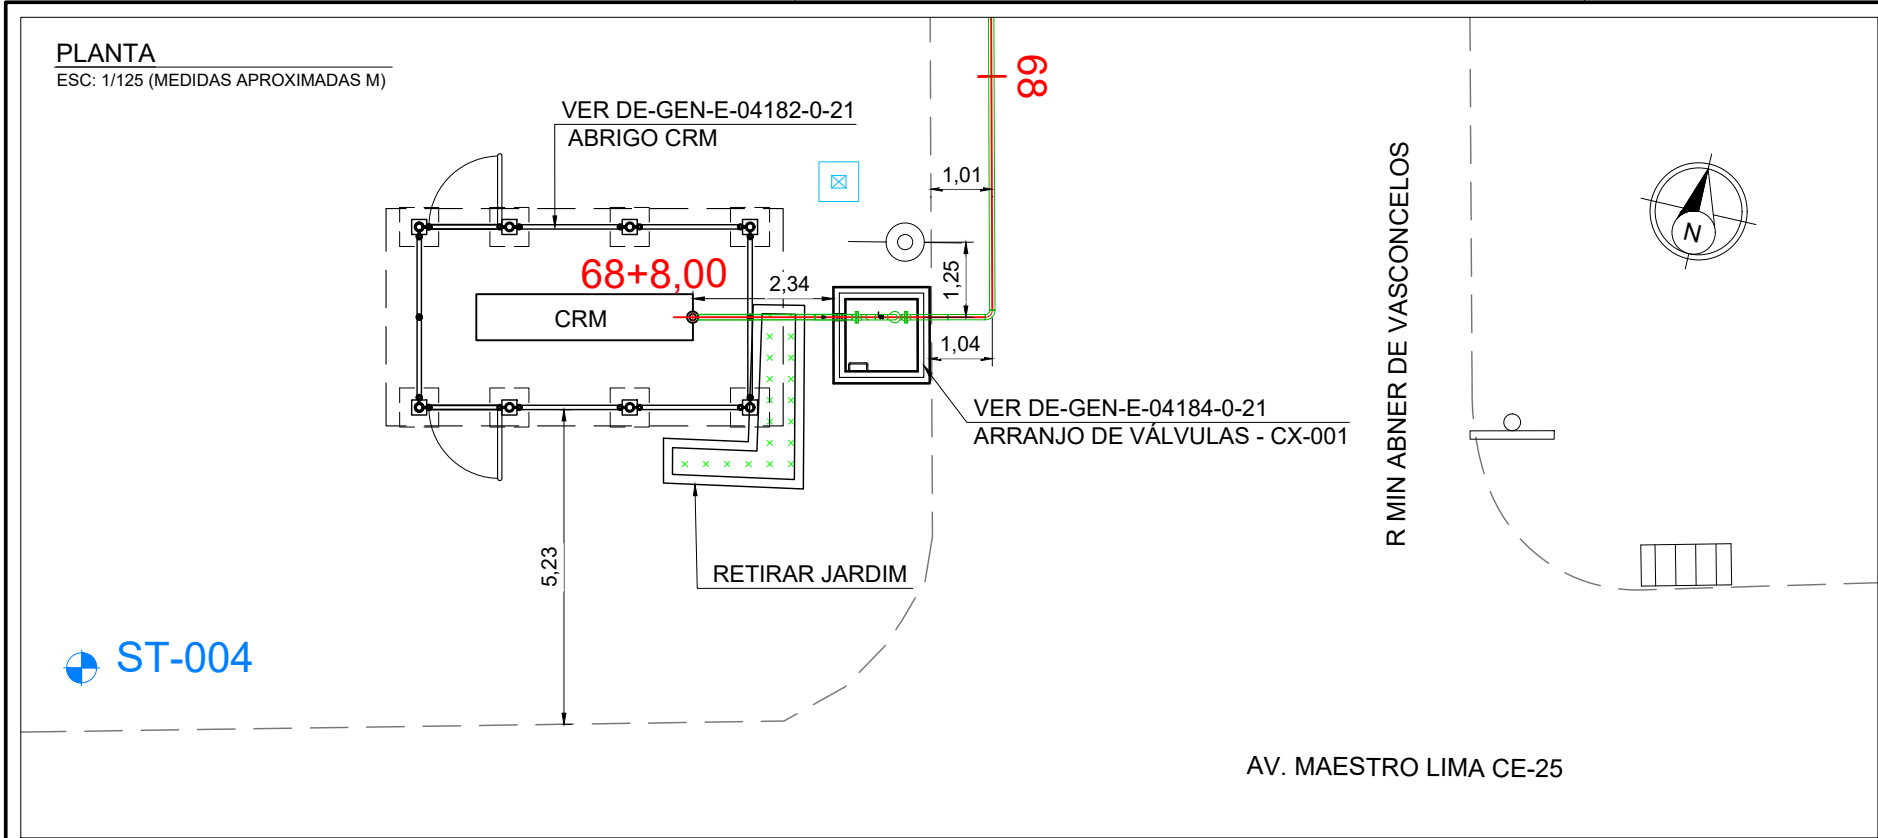 PLANTA
ESC: 1/125 (MEDIDAS APROXIMADAS M)
VER DE-GEN-E-04182-0-21
ABRIGO CRM
68
1,01
R MIN ABNER DE VASCONCELOS
N
68+8,00
2,34
1,25
CRM
1,04
VER DE-GEN-E-04184-0-21
ARRANJO DE VÁLVULAS - CX-001
5,23
RETIRAR JARDIM
ST-004
AV. MAESTRO LIMA CE-25